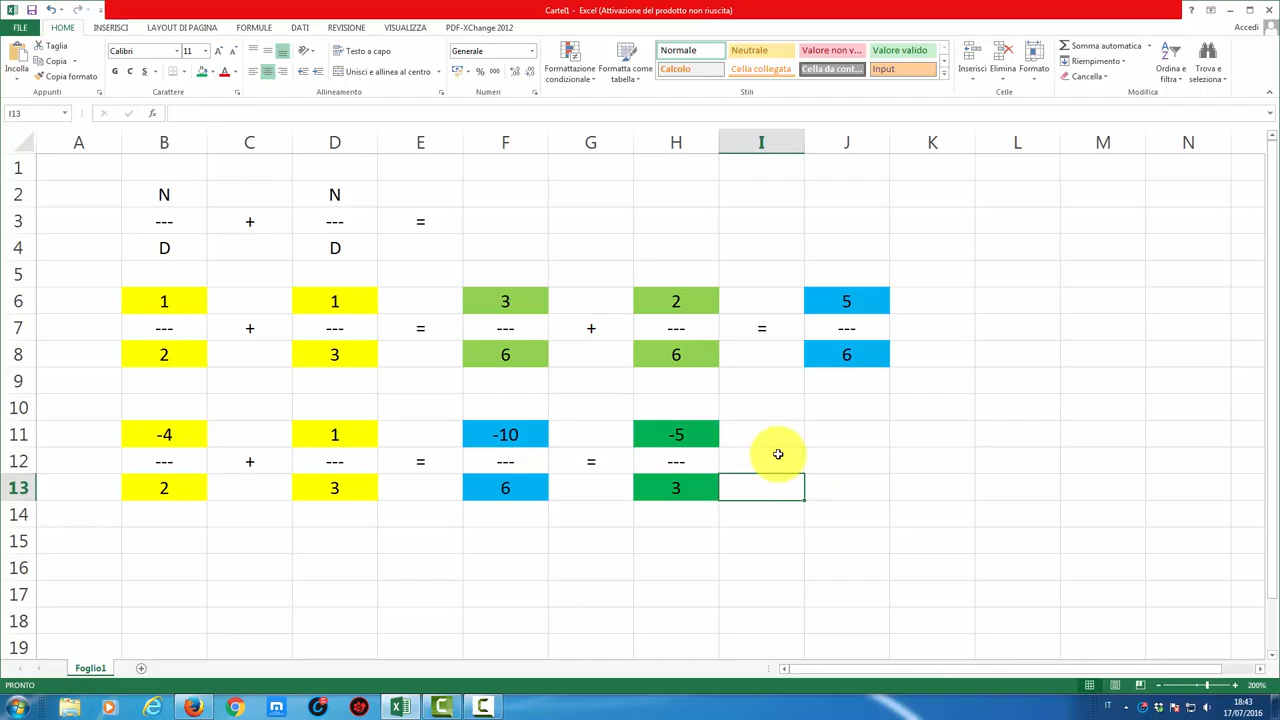 Cartel1 - Excel (Attivazione del prodotto non riuscita)
FILE HOME INSERISCI LAYOUT DI PAGINA FORMULE DATI REVISIONE VISUALIZZA PDF-XChange 2012 Accedi
Incolla Taglia Copia Copia formato Appunti
Calibri 11 Carattere
Testo a capo Unisci e allinea al centro Allineamento
Generale % 000 Numeri
Formattazione condizionale Formata come tabella
Normale Neutrale Valore non v... Valore valido
Calcolo Cella collegata Cella da cont... Input
Stili
Inserisci Elimina Formato Celle
Somma automatica Riempimento Cancella Ordina e filtra Trova e seleziona Modifica
I13 fx
A B C D E F G H I J K L M N
1
2 N N
3 --- + --- =
4 D D
5
6 1 1 3 2 5
7 --- + --- = --- + --- = ---
8 2 3 6 6 6
9
10
11 -4 1 -10 -5
12 --- + --- = --- = ---
13 2 3 6 3
14
15
16
17
18
19
Foglio1
PRONTO 200%
IT 18:43
17/07/2016